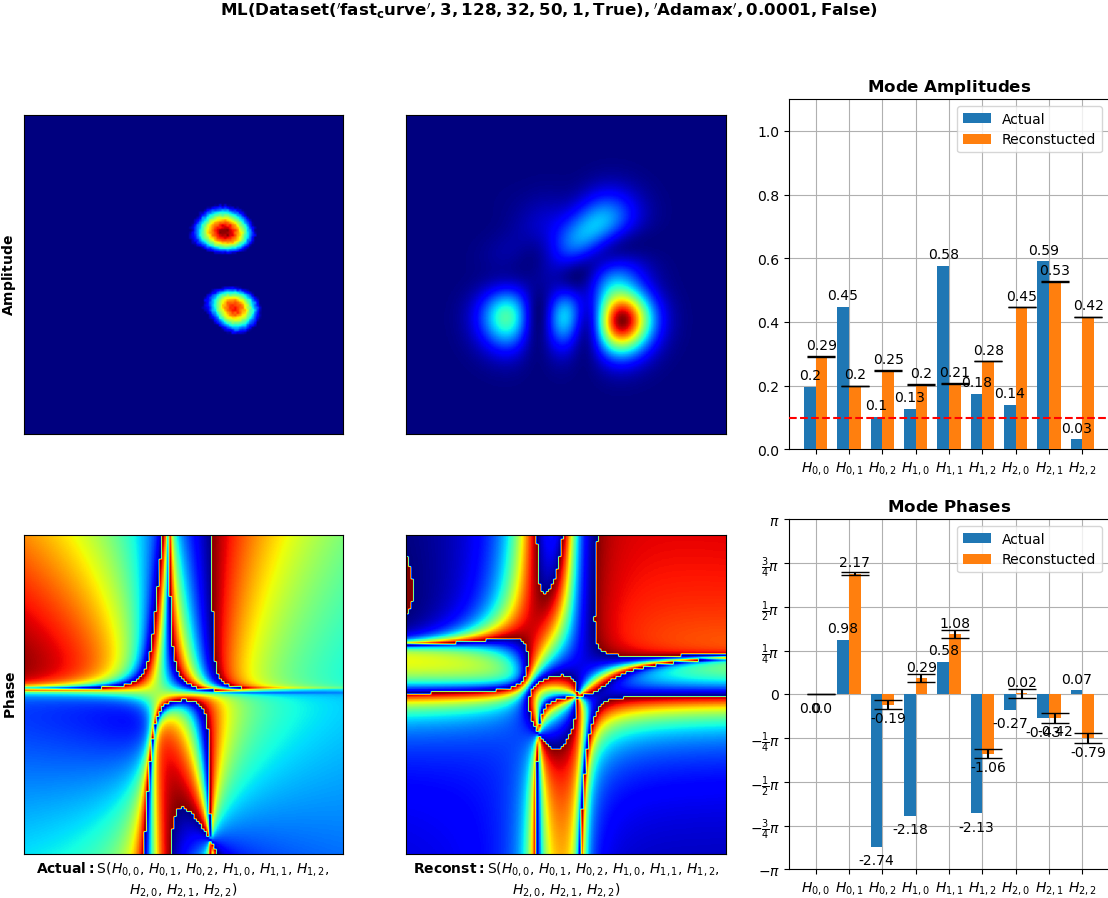 ML(Dataset('fast_curve', 3, 128, 32, 50, 1, True), 'Adamax', 0.0001, False)
Amplitude
Mode Amplitudes
Actual
Reconstucted
1.0
0.8
0.6
0.4
0.2
0.0
0.2
0.29
0.45
0.2
0.1
0.25
0.13
0.2
0.58
0.21
0.18
0.28
0.14
0.45
0.59
0.53
0.03
0.42
H0,0 H0,1 H0,2 H1,0 H1,1 H1,2 H2,0 H2,1 H2,2
Phase
Actual: S(H0,0, H0,1, H0,2, H1,0, H1,1, H1,2,
H2,0, H2,1, H2,2)
Reconst: S(H0,0, H0,1, H0,2, H1,0, H1,1, H1,2,
H2,0, H2,1, H2,2)
Mode Phases
Actual
Reconstucted
π
3/4π
1/2π
1/4π
0
−1/4π
−1/2π
−3/4π
−π
0.0
0.0
0.98
2.17
-2.74
-0.19
-2.18
0.29
0.58
1.08
-2.13
-1.06
-0.27
0.02
-0.43
-0.42
0.07
-0.79
H0,0 H0,1 H0,2 H1,0 H1,1 H1,2 H2,0 H2,1 H2,2